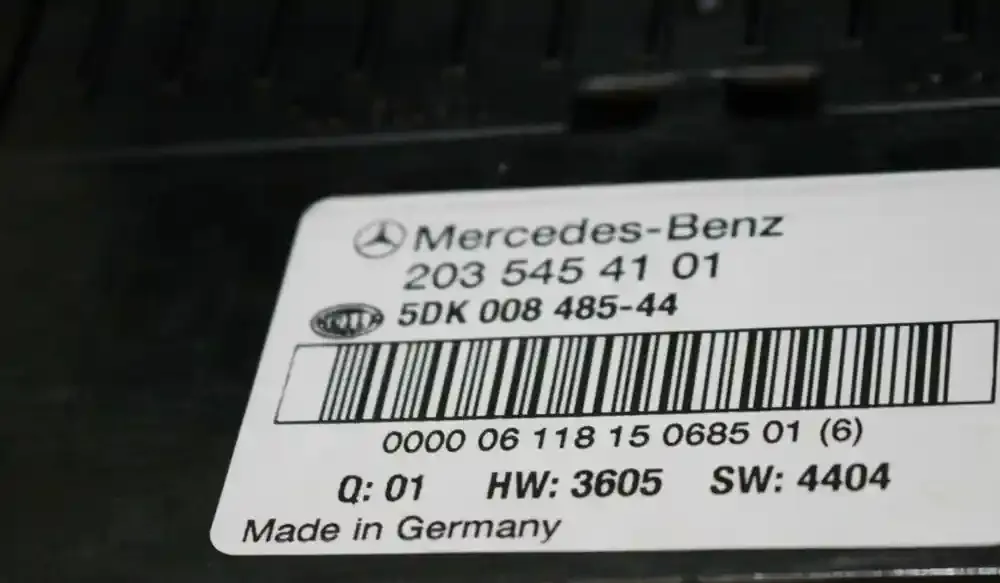 Mercedes-Benz
203 545 41 01
HELLA 5DK 008 485-44
0000 06 118 15 0685 01 (6)
Q: 01 HW: 3605 SW: 4404
Made in Germany